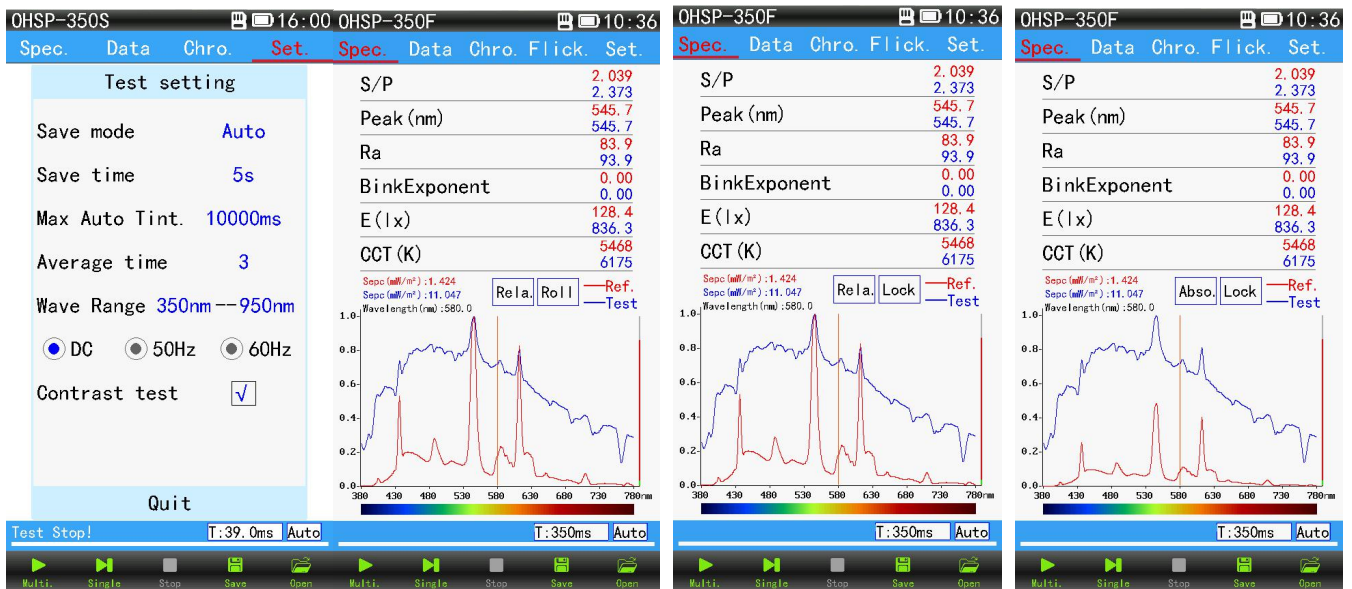 OHSP-350S 16:00
Spec. Data Chro. Set.
Test setting
Save mode Auto
Save time 5s
Max Auto Tint. 10000ms
Average time 3
Wave Range 350nm--950nm
DC 50Hz 60Hz
Contrast test √
Quit
Test Stop! T:39.0ms Auto
Multi. Single Stop Save Open
OHSP-350F 10:36
Spec. Data Chro. Flick. Set.
S/P 2.039
2.373
Peak(nm) 545.7
545.7
Ra 83.9
93.9
BinkExponent 0.00
0.00
E(lx) 128.4
836.3
CCT(K) 5468
6175
Sepc(mW/m²):1.424
Sepc(mW/m²):11.047
Wavelength(nm):580.0
Rela. Roll
Ref.
Test
1.0
0.8
0.6
0.4
0.2
0.0
380 430 480 530 580 630 680 730 780nm
T:350ms Auto
Multi. Single Stop Save Open
OHSP-350F 10:36
Spec. Data Chro. Flick. Set.
S/P 2.039
2.373
Peak(nm) 545.7
545.7
Ra 83.9
93.9
BinkExponent 0.00
0.00
E(lx) 128.4
836.3
CCT(K) 5468
6175
Sepc(mW/m²):1.424
Sepc(mW/m²):11.047
Wavelength(nm):580.0
Rela. Lock
Ref.
Test
1.0
0.8
0.6
0.4
0.2
0.0
380 430 480 530 580 630 680 730 780nm
T:350ms Auto
Multi. Single Stop Save Open
OHSP-350F 10:36
Spec. Data Chro. Flick. Set.
S/P 2.039
2.373
Peak(nm) 545.7
545.7
Ra 83.9
93.9
BinkExponent 0.00
0.00
E(lx) 128.4
836.3
CCT(K) 5468
6175
Sepc(mW/m²):1.424
Sepc(mW/m²):11.047
Wavelength(nm):580.0
Abso. Lock
Ref.
Test
1.0
0.8
0.6
0.4
0.2
0.0
380 430 480 530 580 630 680 730 780nm
T:350ms Auto
Multi. Single Stop Save Open